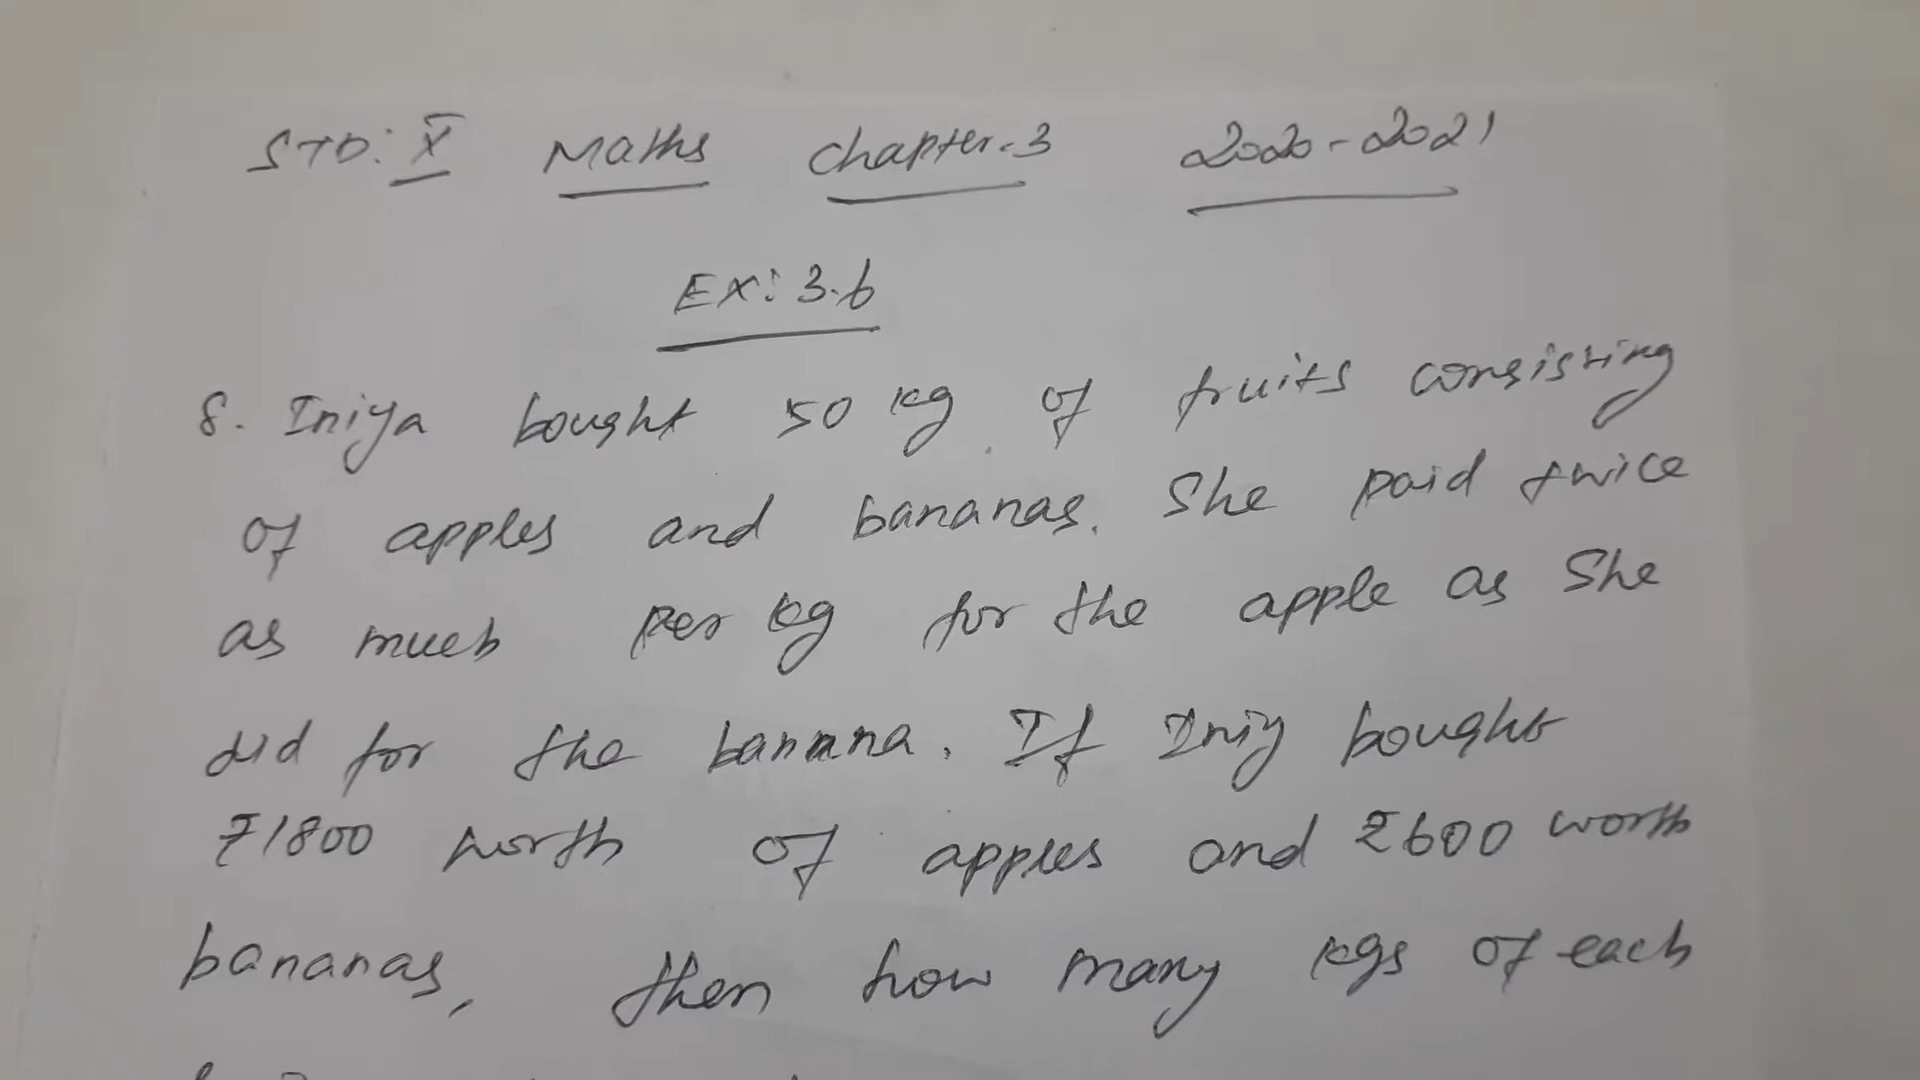 STD: X Maths Chapter-3 2020-2021
EX: 3.6
8. Iniya bought 50 kg of fruits consisting
of apples and bananas. She paid twice
as much per kg for the apple as She
did for the banana. If Iniy bought
₹1800 worth of apples and ₹600 worth
bananas, then how many kgs of each